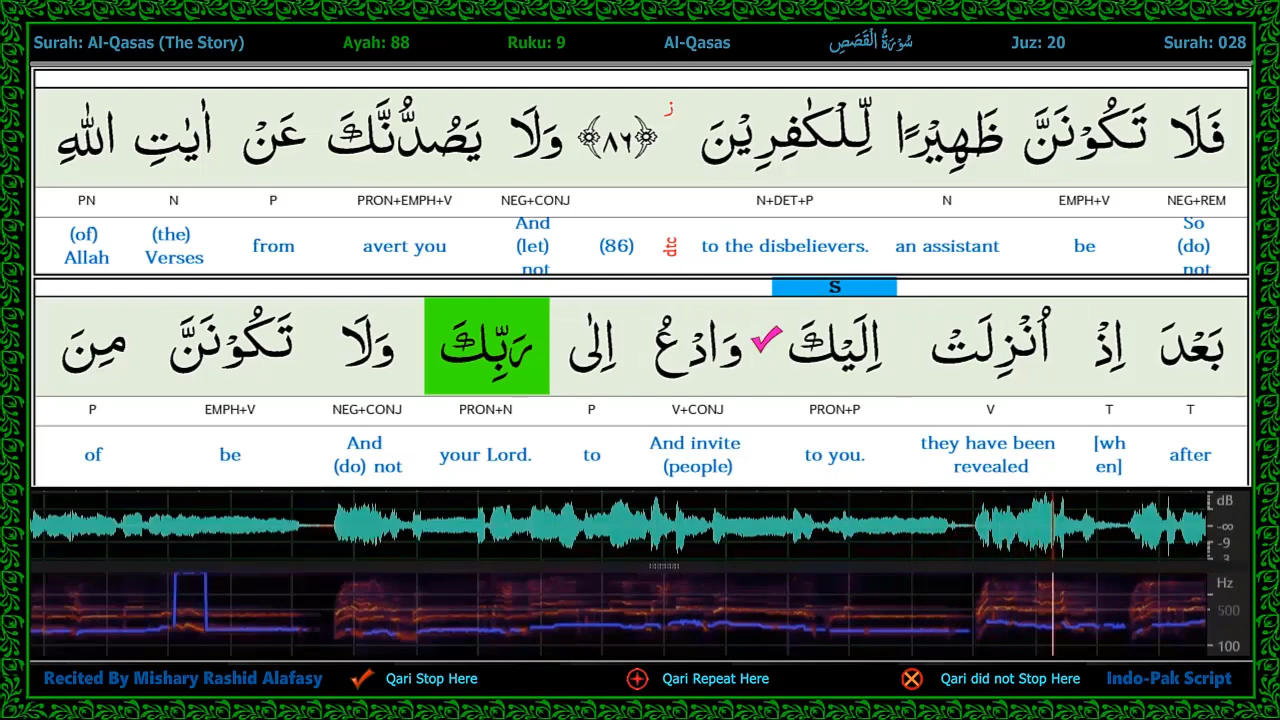 Surah: Al-Qasas (The Story) Ayah: 88 Ruku: 9 Al-Qasas سُوْرَةُ الْقَصَصِ Juz: 20 Surah: 028
ز
فَلَا تَكُوْنَنَّ ظَهِيْرًا لِّلْكٰفِرِيْنَ ﴿٨٦﴾ وَلَا يَصُدُّنَّكَ عَنْ اٰيٰتِ اللّٰهِ
PN N P PRON+EMPH+V NEG+CONJ N+DET+P N EMPH+V NEG+REM
(of) Allah (the) Verses from avert you And (let) not (86) dtc to the disbelievers. an assistant be So (do) not
S
بَعْدَ اِذْ اُنْزِلَتْ اِلَيْكَ وَادْعُ اِلٰى رَبِّكَ وَلَا تَكُوْنَنَّ مِنَ
P EMPH+V NEG+CONJ PRON+N P V+CONJ PRON+P V T T
of be And (do) not your Lord. to And invite (people) to you. they have been revealed [wh en] after
dB
-∞
-9
3
Hz
500
100
Recited By Mishary Rashid Alafasy Qari Stop Here Qari Repeat Here Qari did not Stop Here Indo-Pak Script